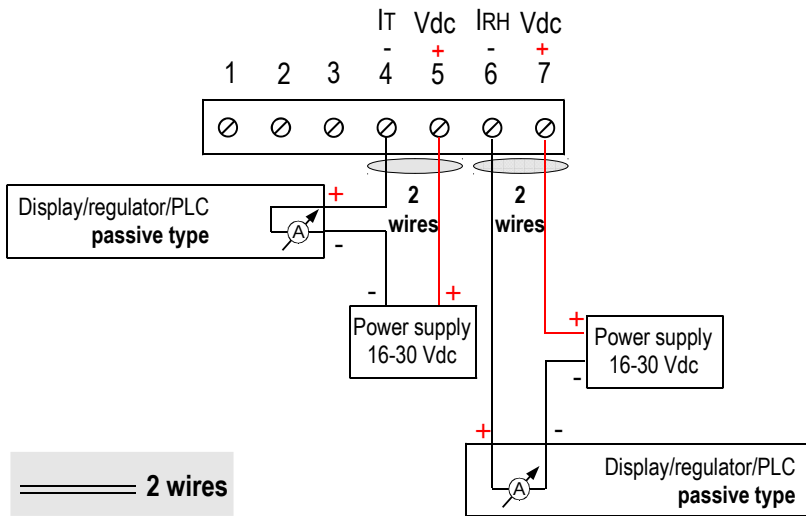 IT Vdc IRH Vdc
- + - +
1 2 3 4 5 6 7
2 wires
2 wires
Display/regulator/PLC
passive type
+
A
-
- +
Power supply
16-30 Vdc
+
Power supply
16-30 Vdc
-
+ -
A
Display/regulator/PLC
passive type
2 wires